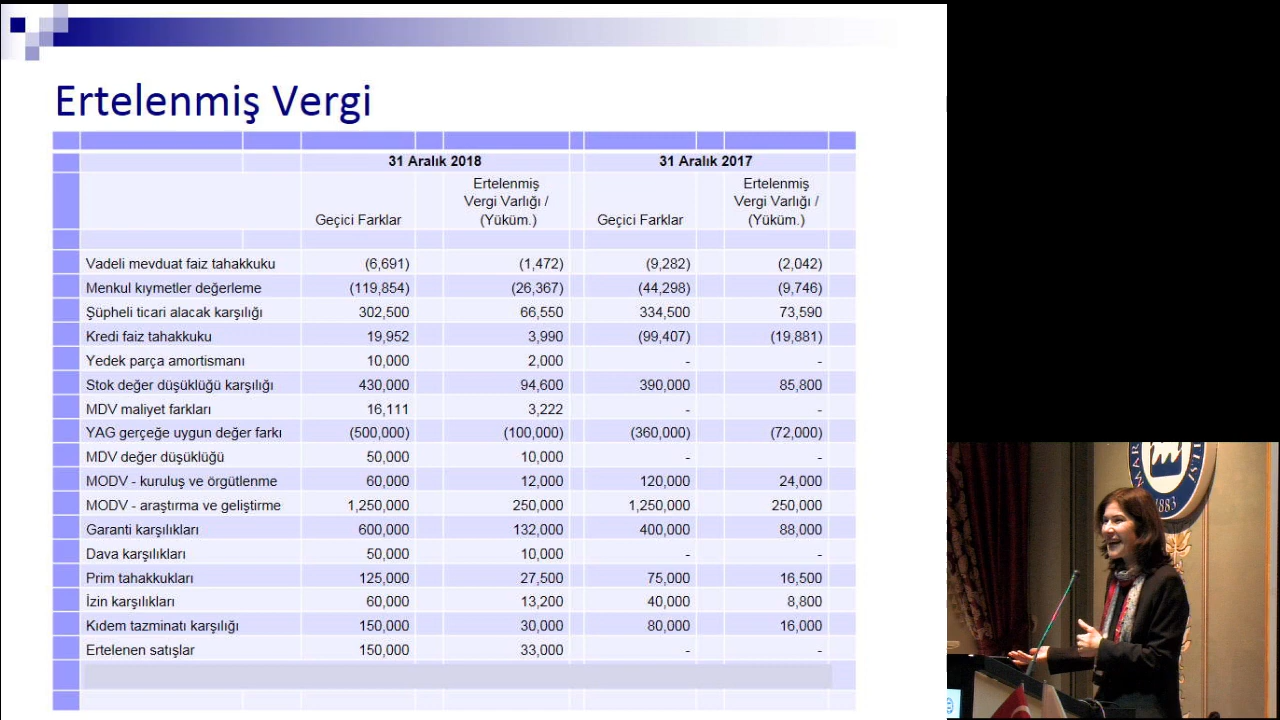 Ertelenmiş Vergi
31 Aralık 2018 31 Aralık 2017
Geçici Farklar Ertelenmiş Vergi Varlığı / (Yüküm.) Geçici Farklar Ertelenmiş Vergi Varlığı / (Yüküm.)
Vadeli mevduat faiz tahakkuku (6,691) (1,472) (9,282) (2,042)
Menkul kıymetler değerleme (119,854) (26,367) (44,298) (9,746)
Şüpheli ticari alacak karşılığı 302,500 66,550 334,500 73,590
Kredi faiz tahakkuku 19,952 3,990 (99,407) (19,881)
Yedek parça amortismanı 10,000 2,000 - -
Stok değer düşüklüğü karşılığı 430,000 94,600 390,000 85,800
MDV maliyet farkları 16,111 3,222 - -
YAG gerçeğe uygun değer farkı (500,000) (100,000) (360,000) (72,000)
MDV değer düşüklüğü 50,000 10,000 - -
MODV - kuruluş ve örgütlenme 60,000 12,000 120,000 24,000
MODV - araştırma ve geliştirme 1,250,000 250,000 1,250,000 250,000
Garanti karşılıkları 600,000 132,000 400,000 88,000
Dava karşılıkları 50,000 10,000 - -
Prim tahakkukları 125,000 27,500 75,000 16,500
İzin karşılıkları 60,000 13,200 40,000 8,800
Kıdem tazminatı karşılığı 150,000 30,000 80,000 16,000
Ertelenen satışlar 150,000 33,000 - -
1883